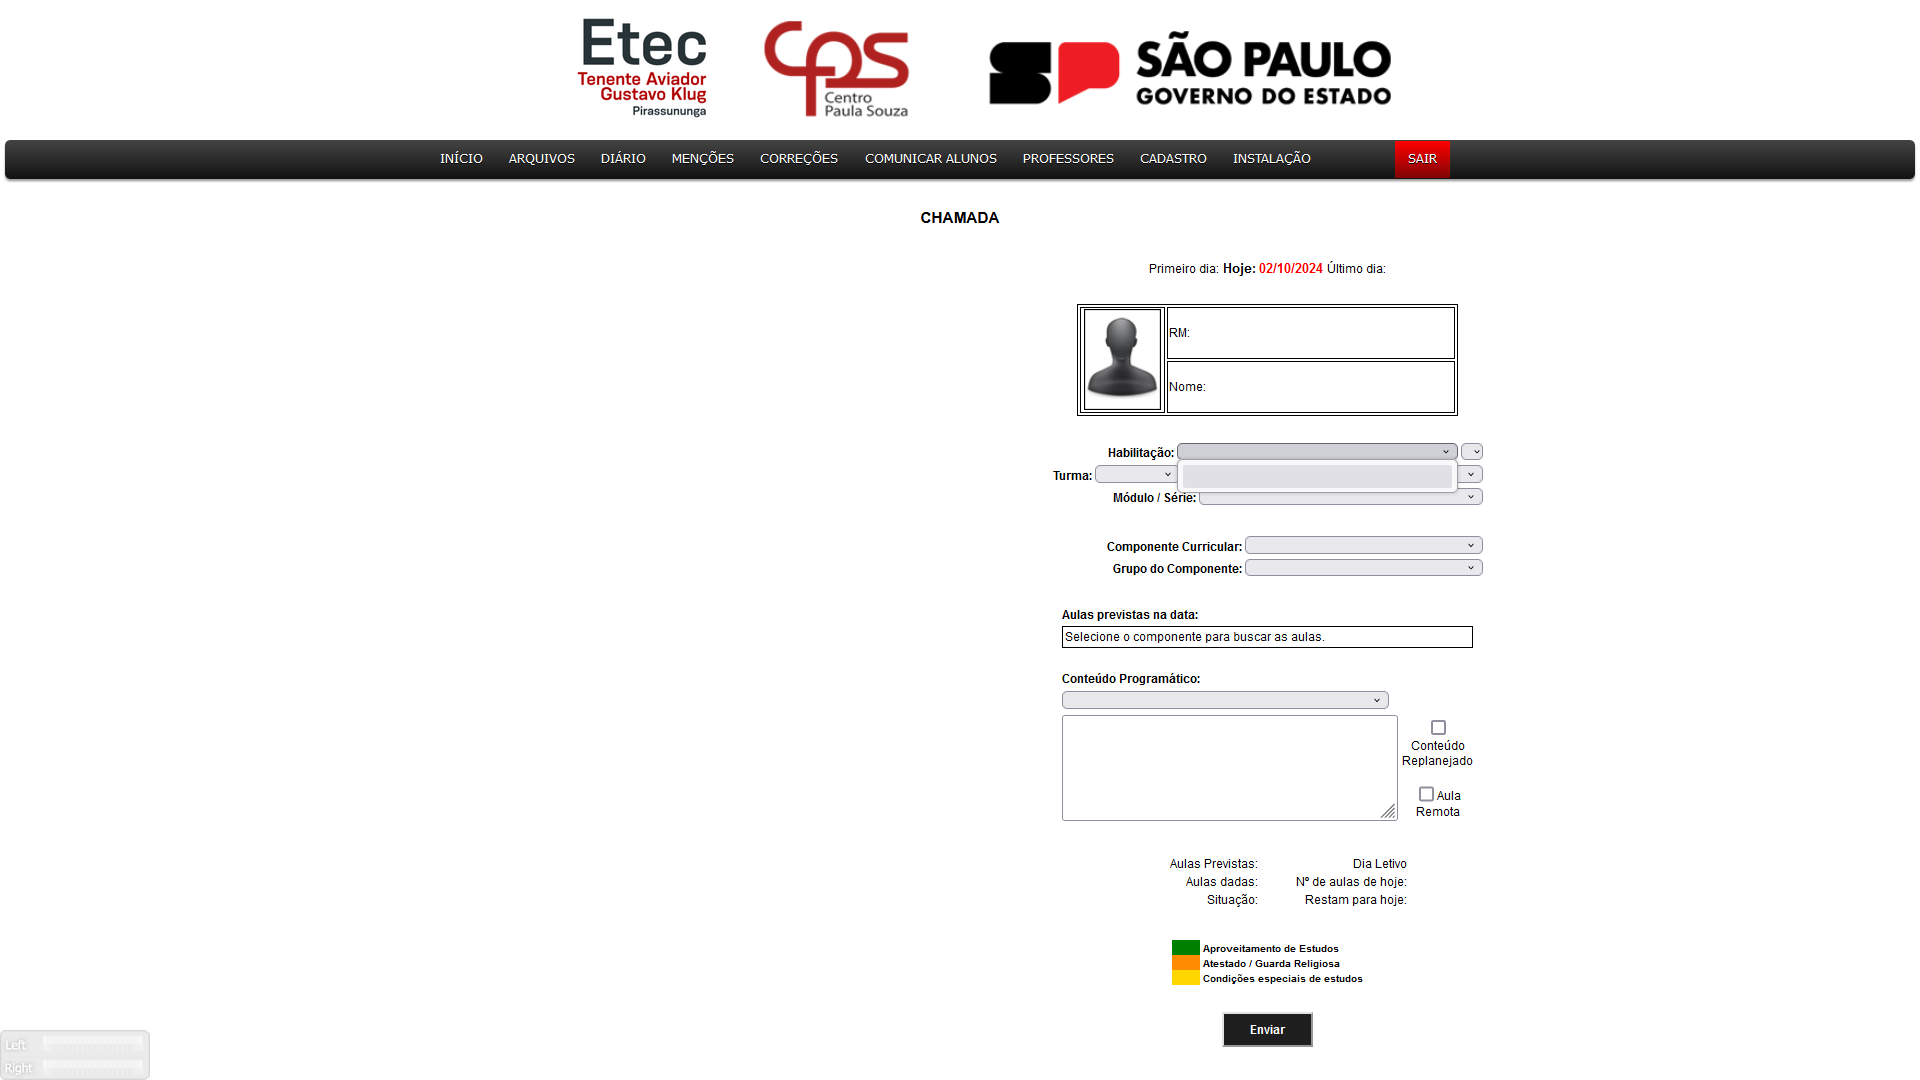 Etec
Tenente Aviador
Gustavo Klug
Pirassununga
CPS
Centro
Paula Souza
SP
SÃO PAULO
GOVERNO DO ESTADO
INÍCIO ARQUIVOS DIÁRIO MENÇÕES CORREÇÕES COMUNICAR ALUNOS PROFESSORES CADASTRO INSTALAÇÃO SAIR
CHAMADA
Primeiro dia: Hoje: 02/10/2024 Último dia:
RM:
Nome:
Habilitação:
Turma:
Módulo / Série:
Componente Curricular:
Grupo do Componente:
Aulas previstas na data:
Selecione o componente para buscar as aulas.
Conteúdo Programático:
Conteúdo
Replanejado
Aula
Remota
Aulas Previstas: Dia Letivo
Aulas dadas: Nº de aulas de hoje:
Situação: Restam para hoje:
Aproveitamento de Estudos
Atestado / Guarda Religiosa
Condições especiais de estudos
Enviar
Left
Right